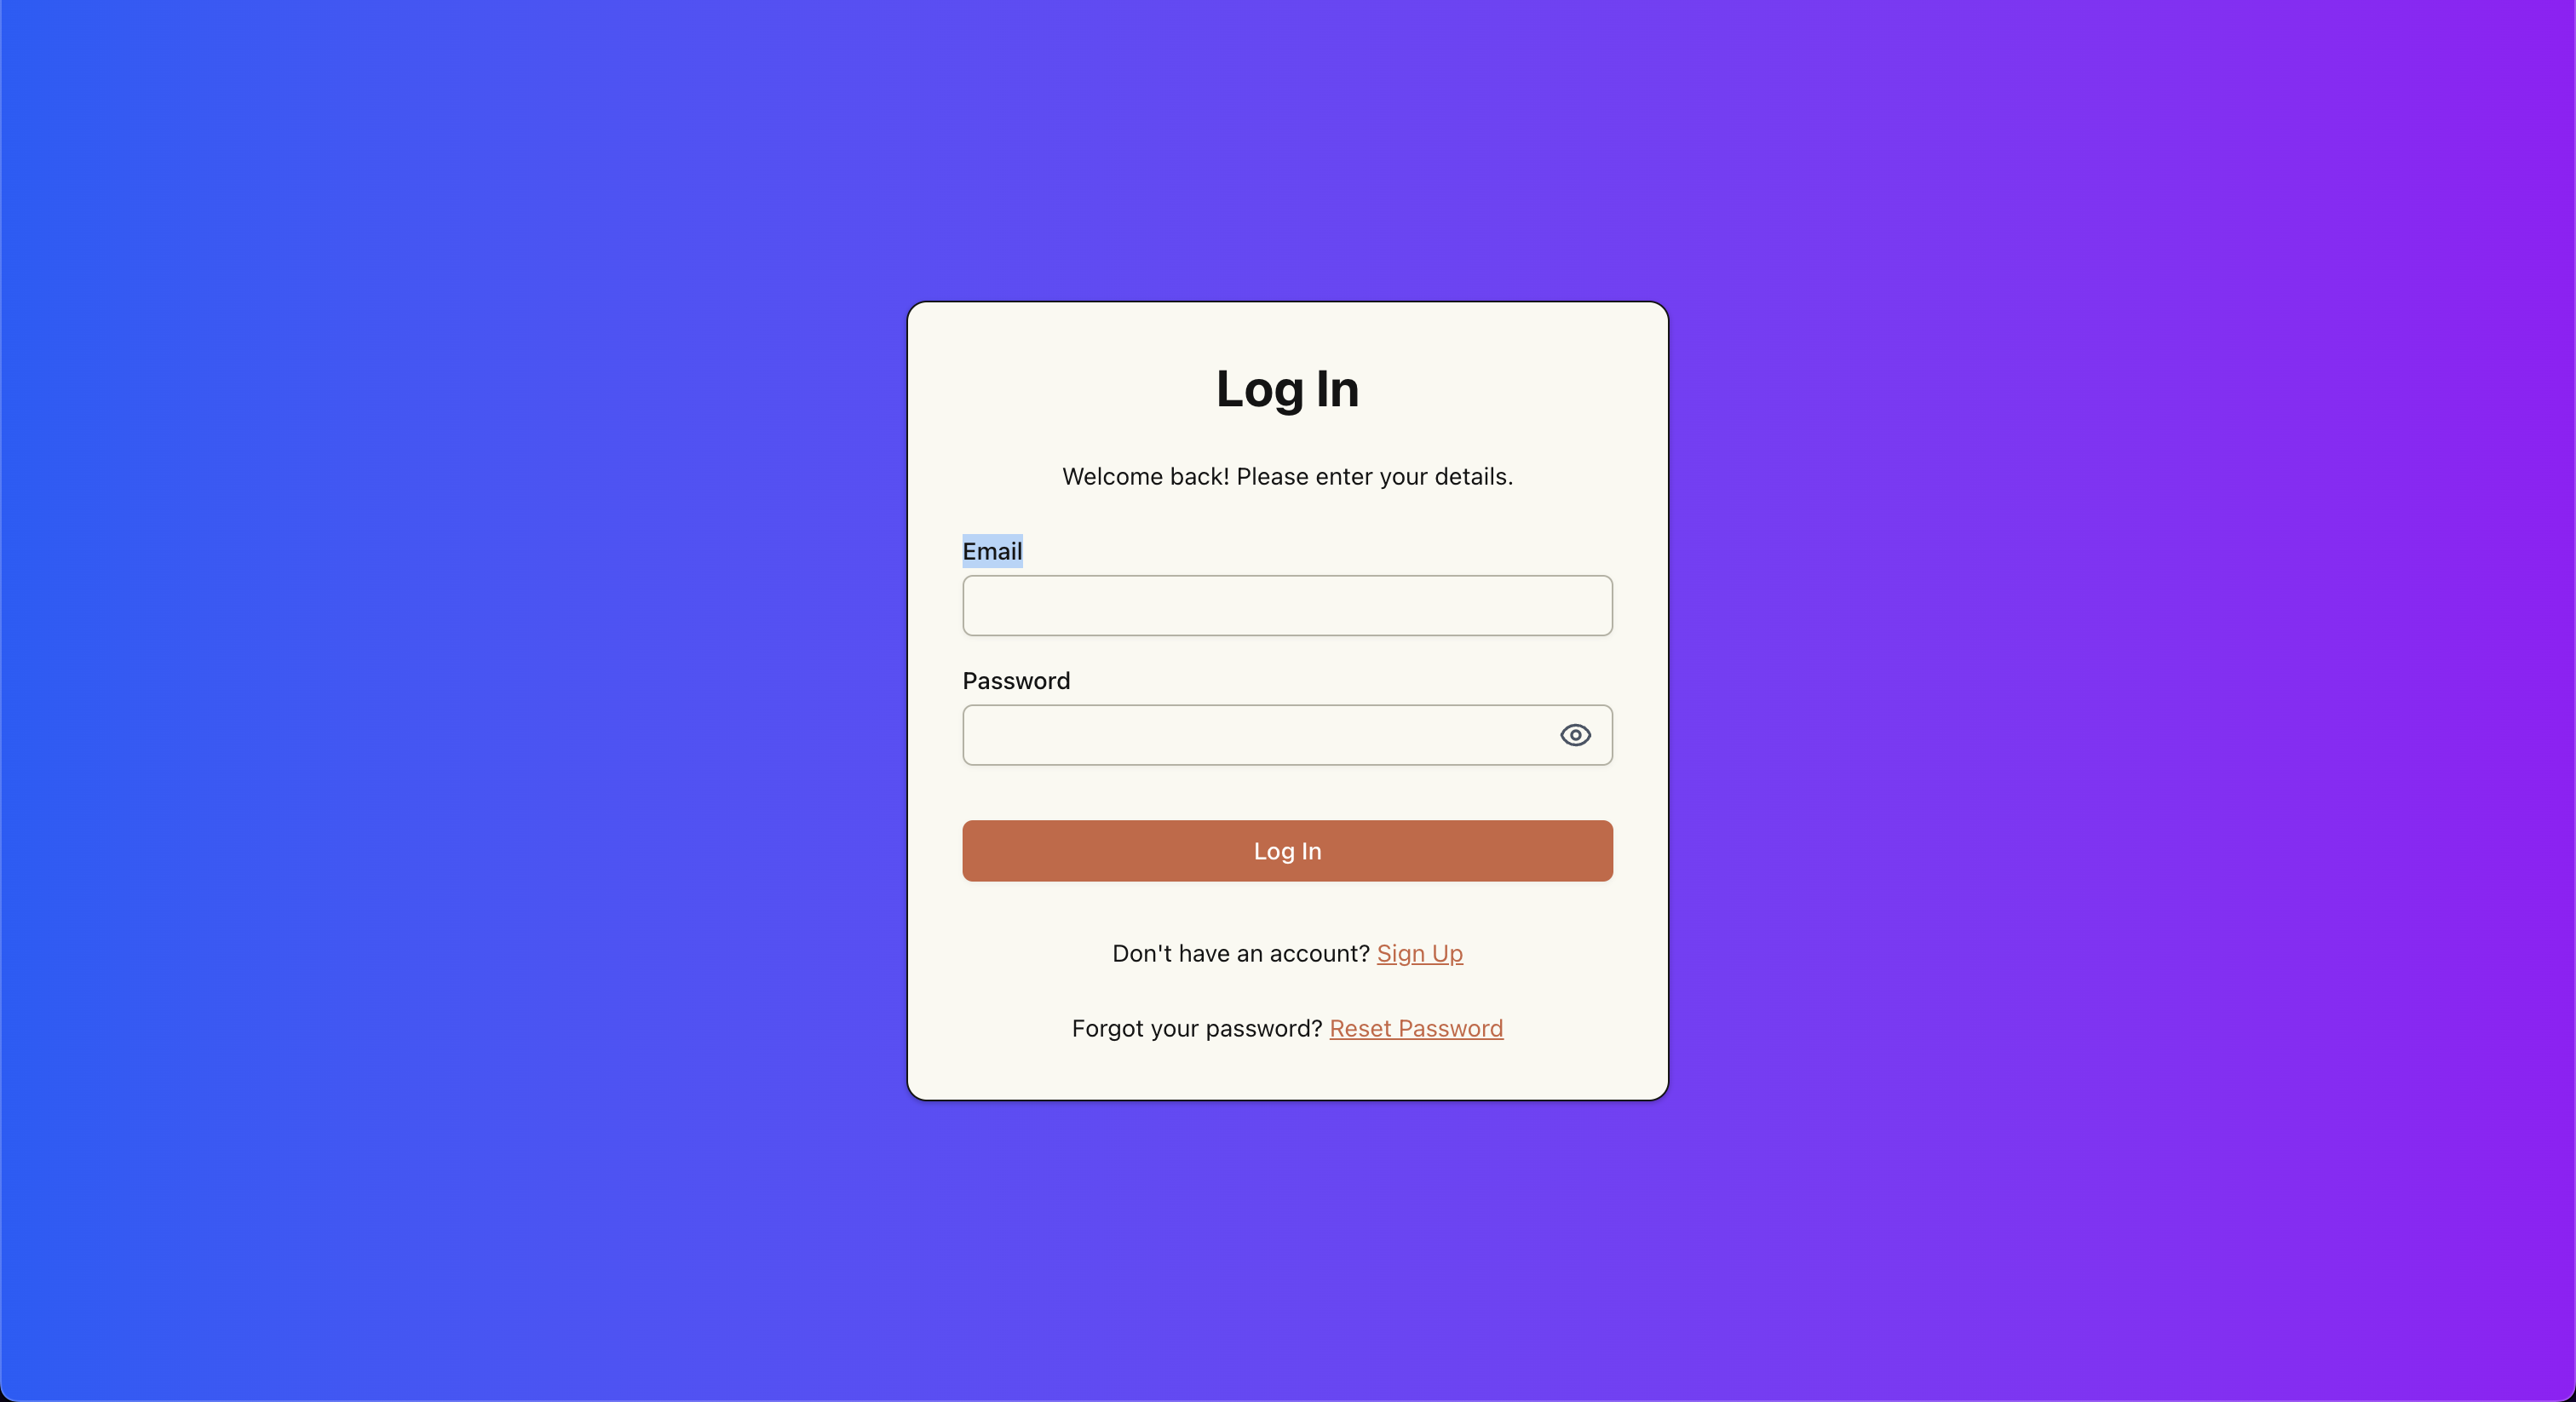 Log In
Welcome back! Please enter your details.
Email
Password
Log In
Don't have an account? Sign Up
Forgot your password? Reset Password